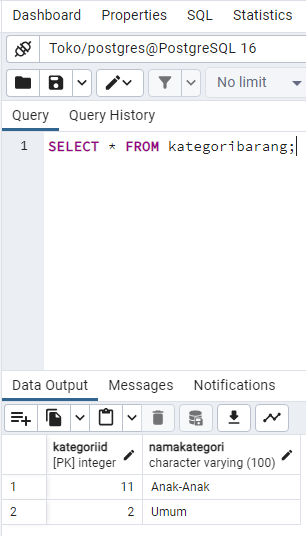 Dashboard Properties SQL Statistics
Toko/postgres@PostgreSQL 16
No limit
Query Query History
1 SELECT * FROM kategoribarang;
Data Output Messages Notifications
kategoriid namakategori
[PK] integer character varying (100)
1 11 Anak-Anak
2 2 Umum